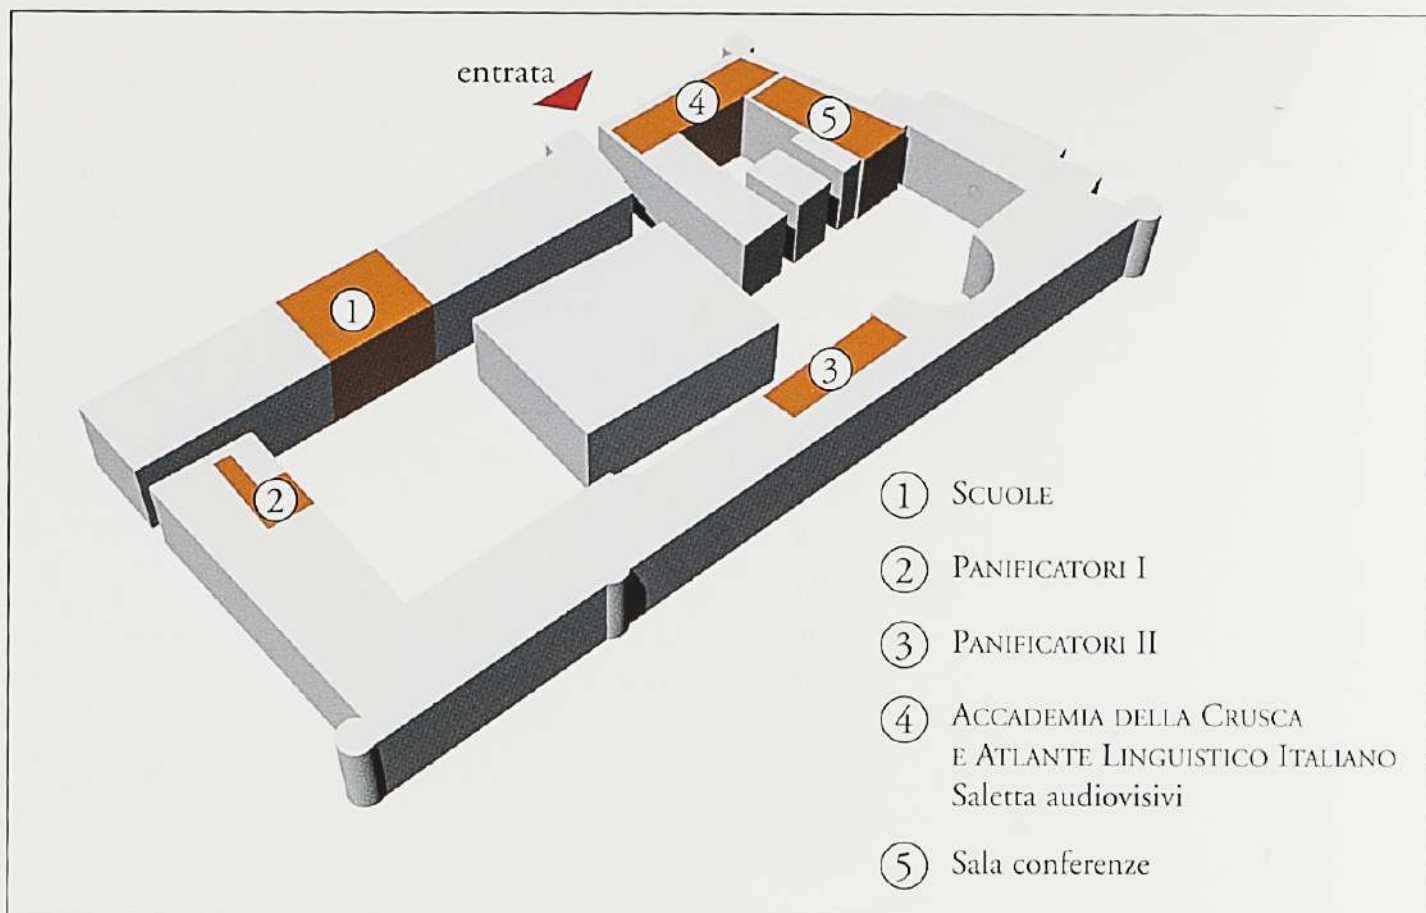 entrata
4
5
1
3
2
1 SCUOLE
2 PANIFICATORI I
3 PANIFICATORI II
4 ACCADEMIA DELLA CRUSCA
E ATLANTE LINGUISTICO ITALIANO
Saletta audiovisivi
5 Sala conferenze